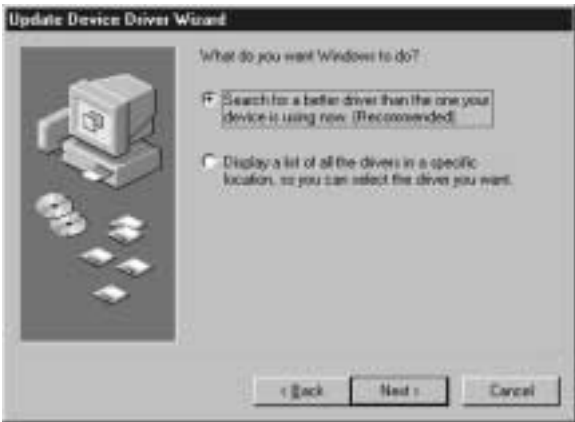 Update Device Driver Wizard
What do you want Windows to do?
Search for a better driver than the one your
device is using now. (Recommended)
Display a list of all the drivers in a specific
location, so you can select the driver you want.
< Back
Next >
Cancel